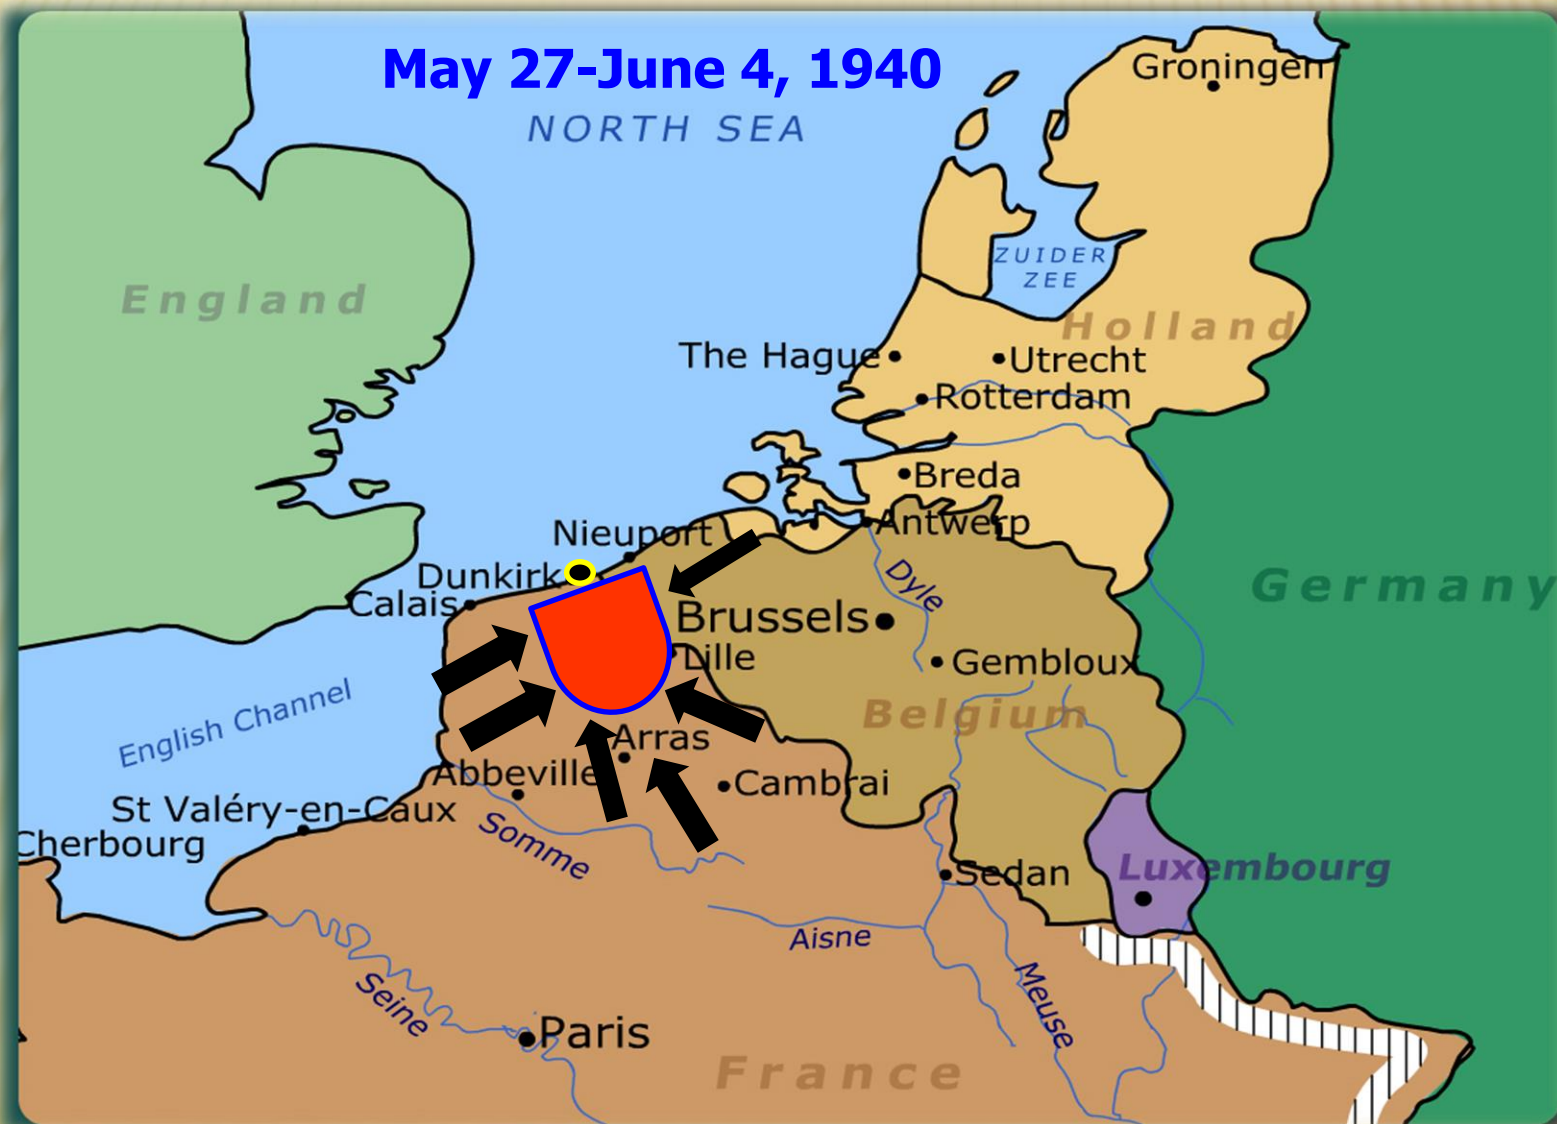 May 27-June 4, 1940
Groningen
NORTH SEA
ZUIDER
ZEE
England
Holland
The Hague
Utrecht
Rotterdam
Breda
Nieuport
Antwerp
Dunkirk
Dyle
Germany
Calais
Brussels
Lille
Gembloux
English Channel
Belgium
Arras
Abbeville
Cambrai
St Valéry-en-Caux
Somme
Cherbourg
Sedan
Luxembourg
Aisne
Seine
Meuse
Paris
France